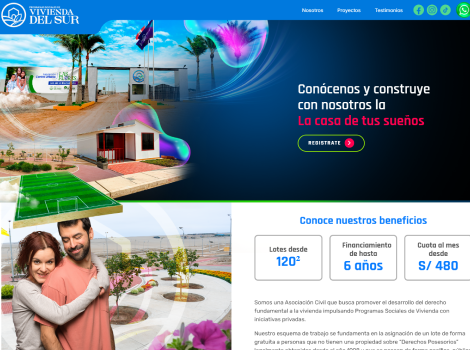 VIVIENDA
DEL SUR
Nosotros
Proyectos
Testimonios
Conócenos y construye
con nosotros la
La casa de tus sueños
REGISTRATE
Conoce nuestros beneficios
Lotes desde
120²
Financiamiento
de hasta
6 años
Cuota al mes
desde
S/ 480
Somos una Asociación Civil que busca promover el desarrollo del derecho
fundamental a la vivienda impulsando Programas Sociales de Vivienda con
iniciativas privadas.
Nuestro esquema de trabajo se fundamenta en la asignación de un lote de forma
gratuita a personas que no tienen una propiedad sobre "Derechos Posesorios"